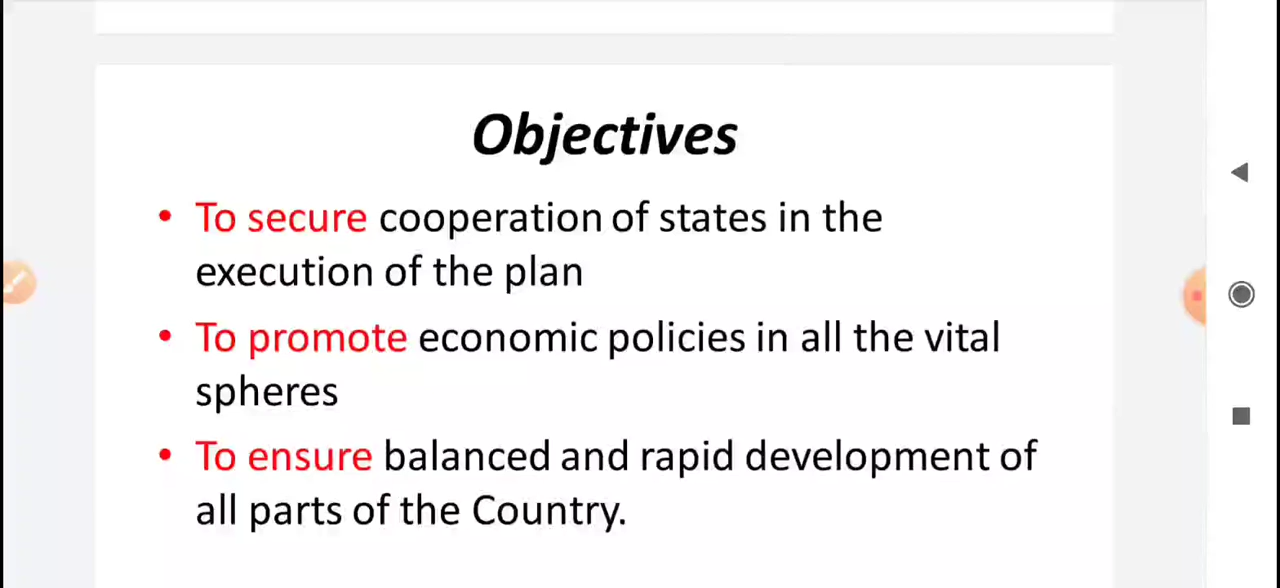 Objectives
• To secure cooperation of states in the
execution of the plan
• To promote economic policies in all the vital
spheres
• To ensure balanced and rapid development of
all parts of the Country.